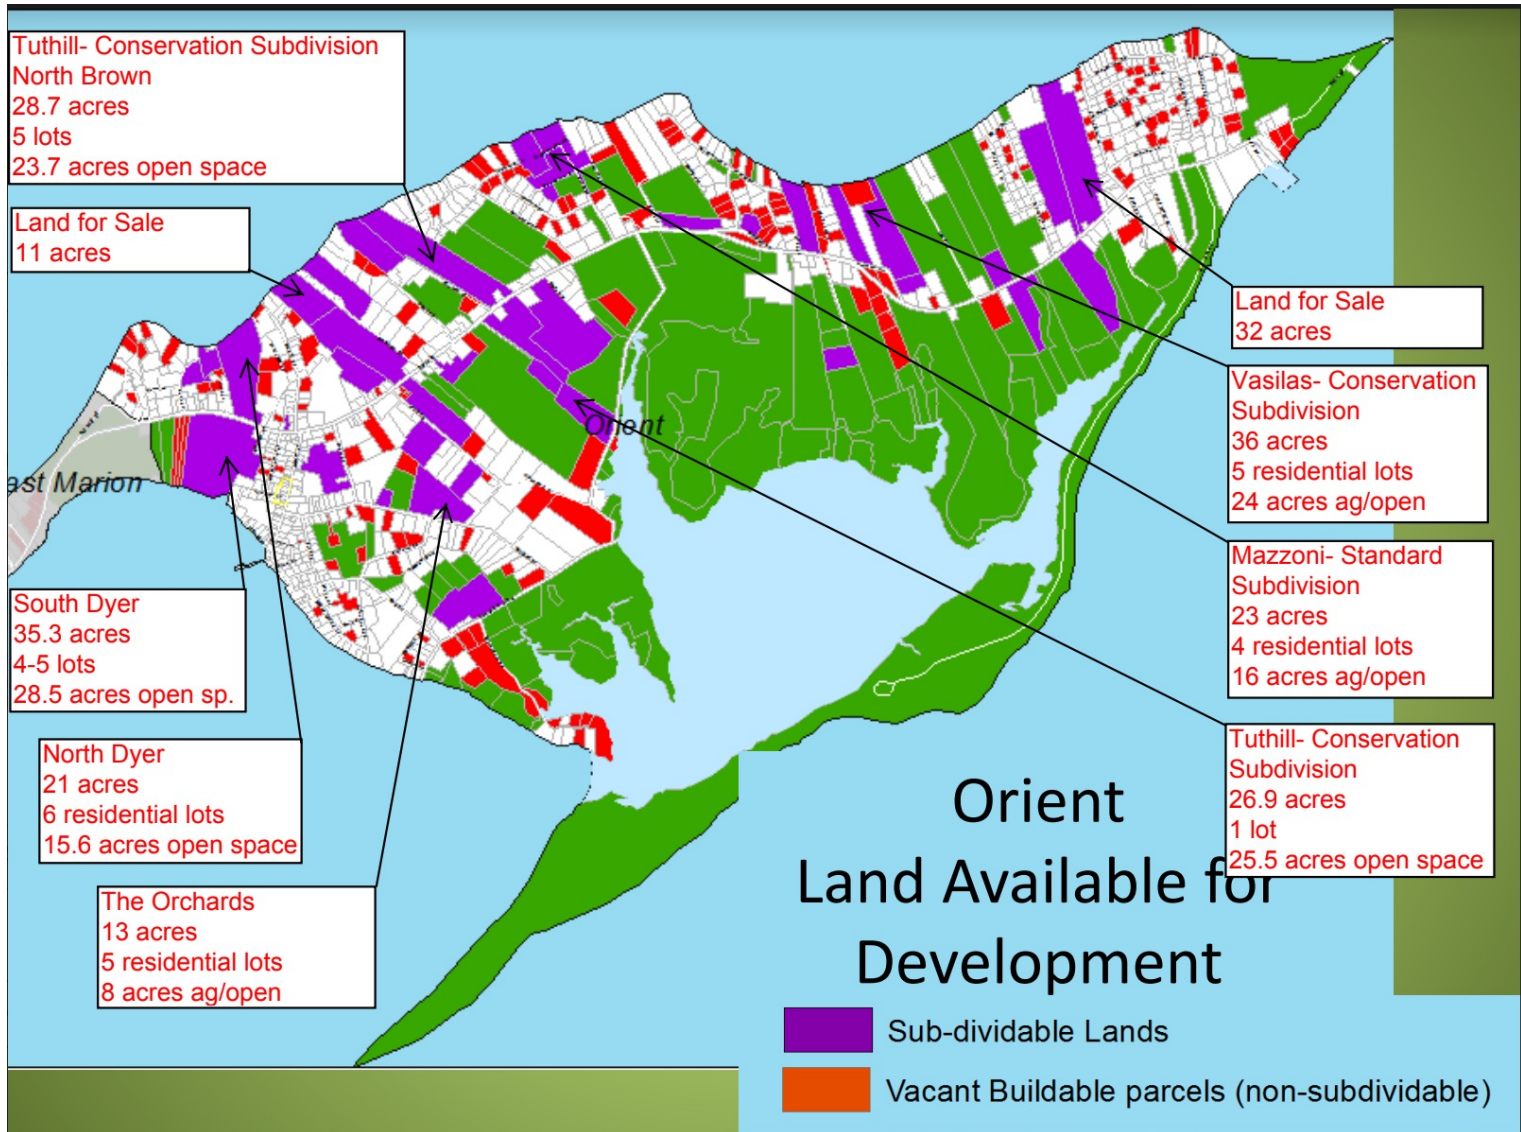 Tuthill- Conservation Subdivision
North Brown
28.7 acres
5 lots
23.7 acres open space
Land for Sale
11 acres
Land for Sale
32 acres
Vasilas- Conservation
Subdivision
36 acres
5 residential lots
24 acres ag/open
Orient
ast Marion
Mazzoni- Standard
Subdivision
23 acres
4 residential lots
16 acres ag/open
South Dyer
35.3 acres
4-5 lots
28.5 acres open sp.
North Dyer
21 acres
6 residential lots
15.6 acres open space
Tuthill- Conservation
Subdivision
26.9 acres
1 lot
25.5 acres open space
The Orchards
13 acres
5 residential lots
8 acres ag/open
Orient
Land Available for
Development
Sub-dividable Lands
Vacant Buildable parcels (non-subdividable)